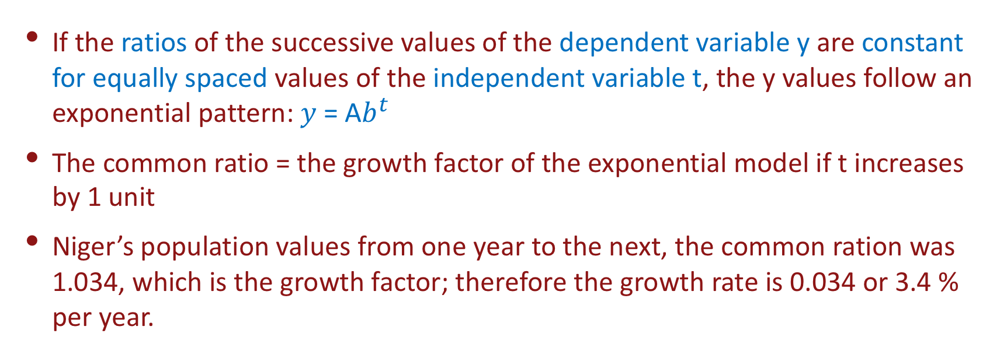 • If the ratios of the successive values of the dependent variable y are constant
for equally spaced values of the independent variable t, the y values follow an
exponential pattern: y = Abᵗ
• The common ratio = the growth factor of the exponential model if t increases
by 1 unit
• Niger’s population values from one year to the next, the common ration was
1.034, which is the growth factor; therefore the growth rate is 0.034 or 3.4 %
per year.